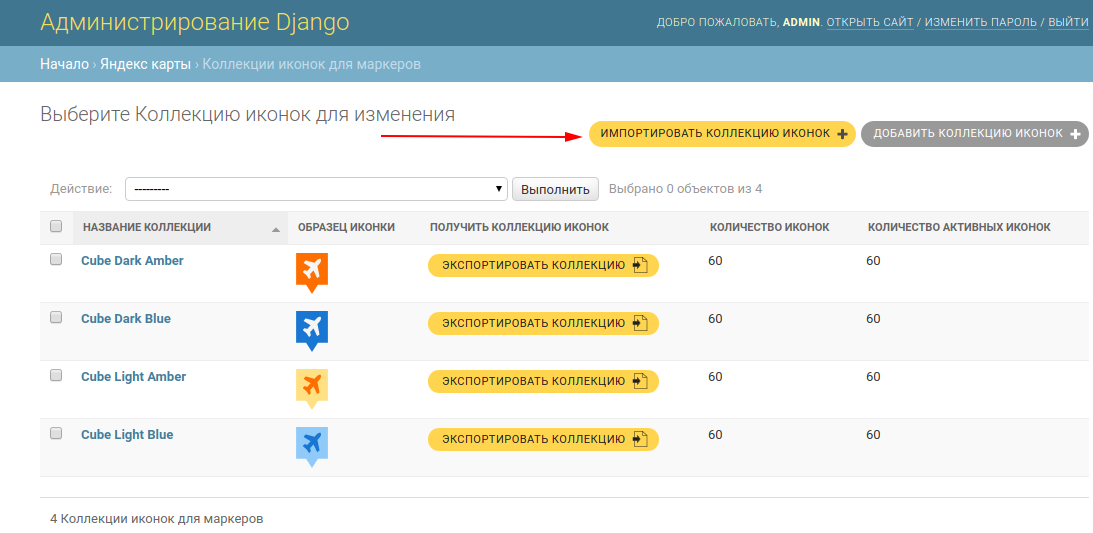 Администрирование Django
ДОБРО ПОЖАЛОВАТЬ, ADMIN. ОТКРЫТЬ САЙТ / ИЗМЕНИТЬ ПАРОЛЬ / ВЫЙТИ
Начало › Яндекс карты › Коллекции иконок для маркеров
Выберите Коллекцию иконок для изменения
ИМПОРТИРОВАТЬ КОЛЛЕКЦИЮ ИКОНОК
ДОБАВИТЬ КОЛЛЕКЦИЮ ИКОНОК
Действие: --------- Выполнить Выбрано 0 объектов из 4
НАЗВАНИЕ КОЛЛЕКЦИИ ОБРАЗЕЦ ИКОНКИ ПОЛУЧИТЬ КОЛЛЕКЦИЮ ИКОНОК КОЛИЧЕСТВО ИКОНОК КОЛИЧЕСТВО АКТИВНЫХ ИКОНОК
Cube Dark Amber ЭКСПОРТИРОВАТЬ КОЛЛЕКЦИЮ 60 60
Cube Dark Blue ЭКСПОРТИРОВАТЬ КОЛЛЕКЦИЮ 60 60
Cube Light Amber ЭКСПОРТИРОВАТЬ КОЛЛЕКЦИЮ 60 60
Cube Light Blue ЭКСПОРТИРОВАТЬ КОЛЛЕКЦИЮ 60 60
4 Коллекции иконок для маркеров